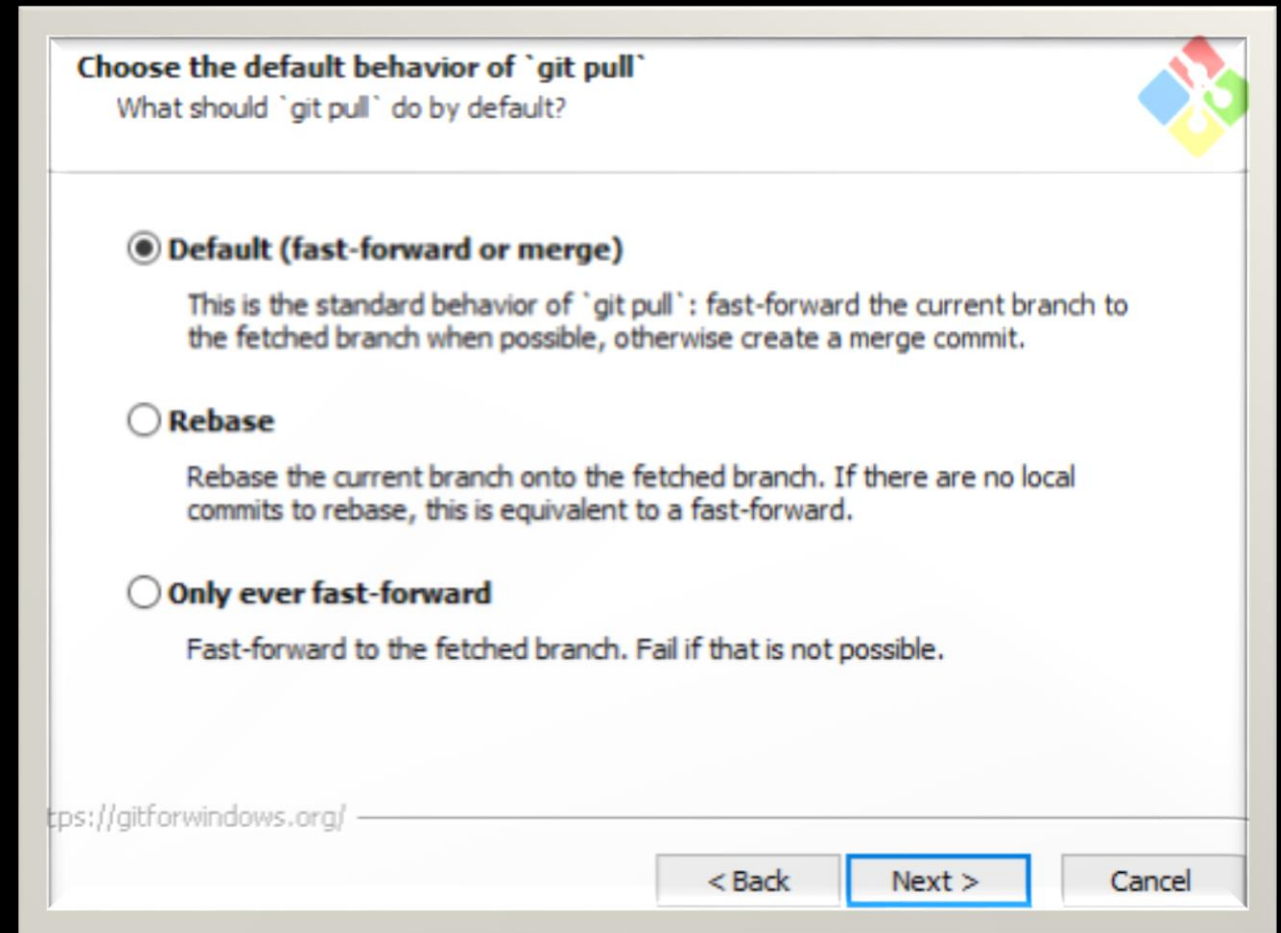 Choose the default behavior of `git pull`
What should `git pull` do by default?
Default (fast-forward or merge)
This is the standard behavior of `git pull`: fast-forward the current branch to
the fetched branch when possible, otherwise create a merge commit.
Rebase
Rebase the current branch onto the fetched branch. If there are no local
commits to rebase, this is equivalent to a fast-forward.
Only ever fast-forward
Fast-forward to the fetched branch. Fail if that is not possible.
tps://gitforwindows.org/
< Back Next > Cancel